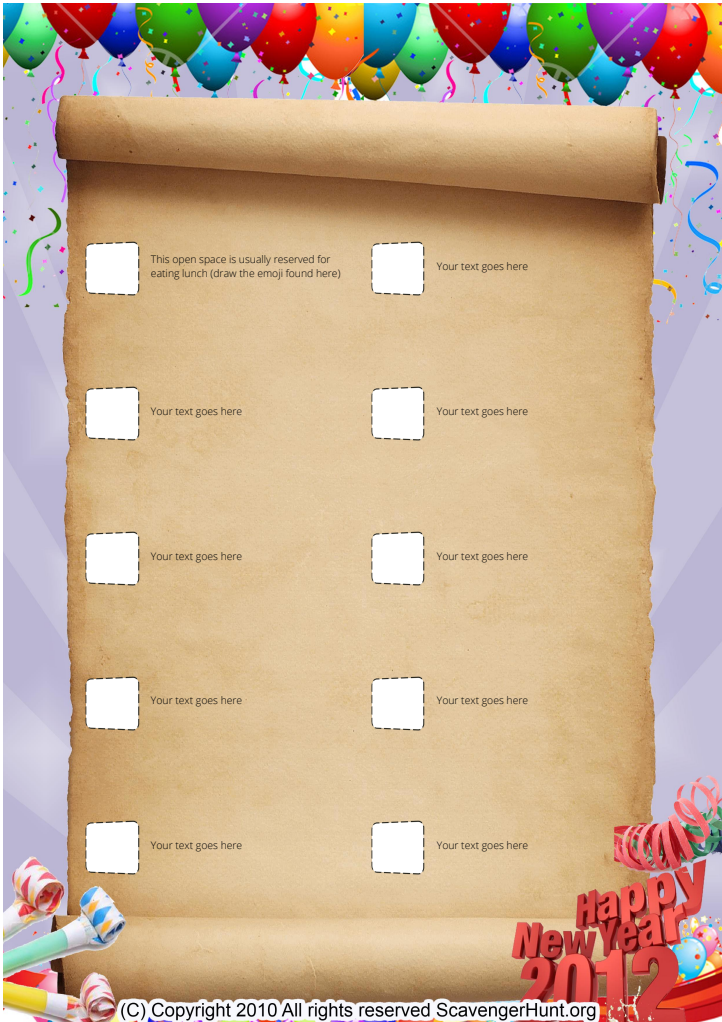 This open space is usually reserved for
eating lunch (draw the emoji found here)
Your text goes here
Your text goes here
Your text goes here
Your text goes here
Your text goes here
Your text goes here
Your text goes here
Your text goes here
Your text goes here
Happy
New Year
2012
(C) Copyright 2010 All rights reserved ScavengerHunt.org